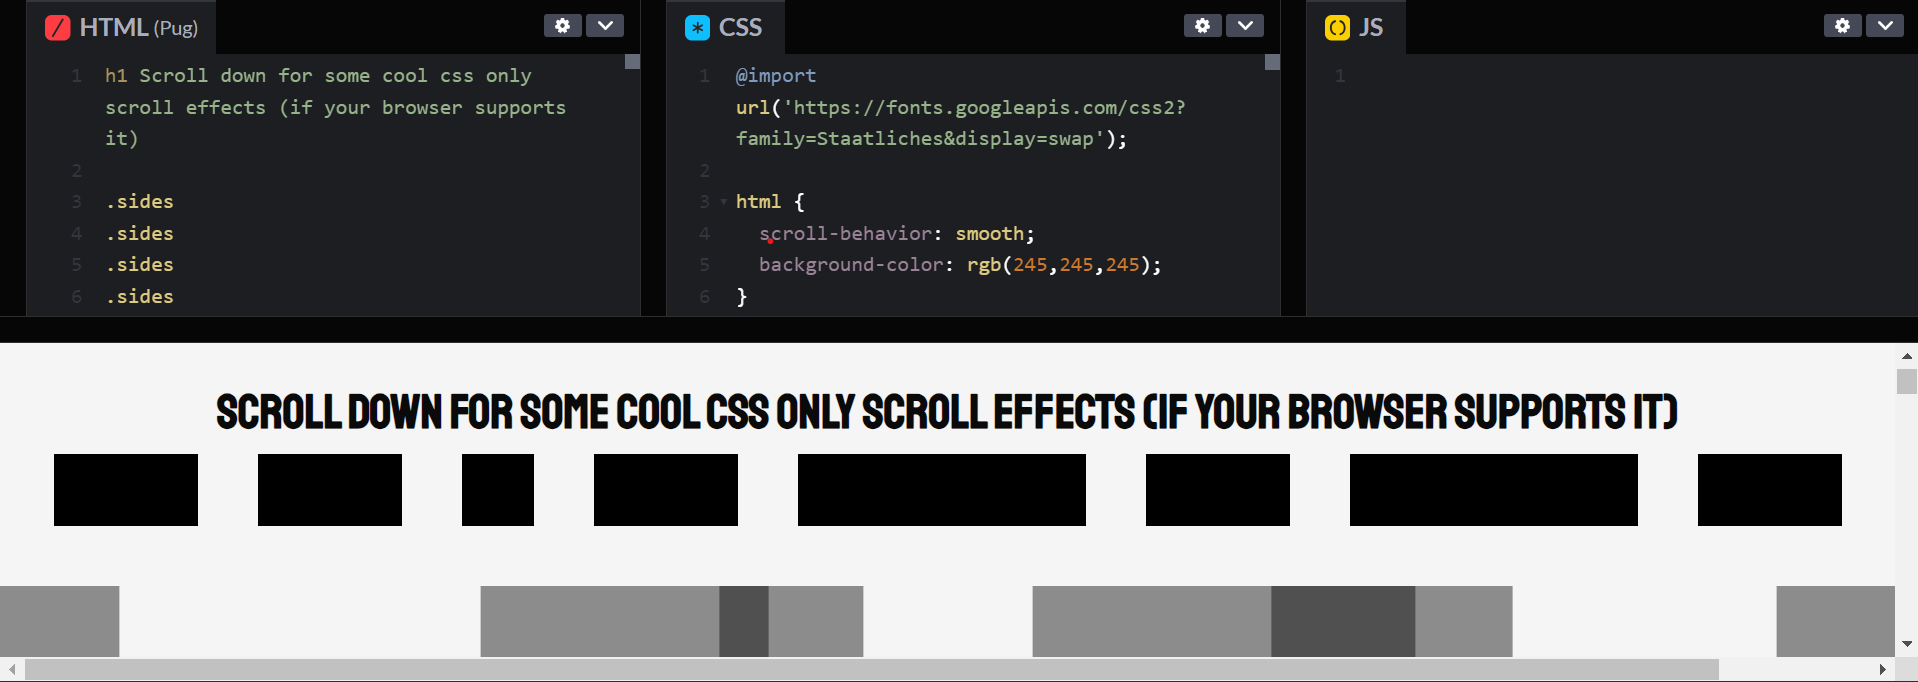 HTML (Pug)
1 h1 Scroll down for some cool css only
scroll effects (if your browser supports
it)
2
3 .sides
4 .sides
5 .sides
6 .sides
* CSS
1 @import
url('https://fonts.googleapis.com/css2?
family=Staatliches&display=swap');
2
3 html {
4 scroll-behavior: smooth;
5 background-color: rgb(245,245,245);
6 }
() JS
1
SCROLL DOWN FOR SOME COOL CSS ONLY SCROLL EFFECTS (IF YOUR BROWSER SUPPORTS IT)